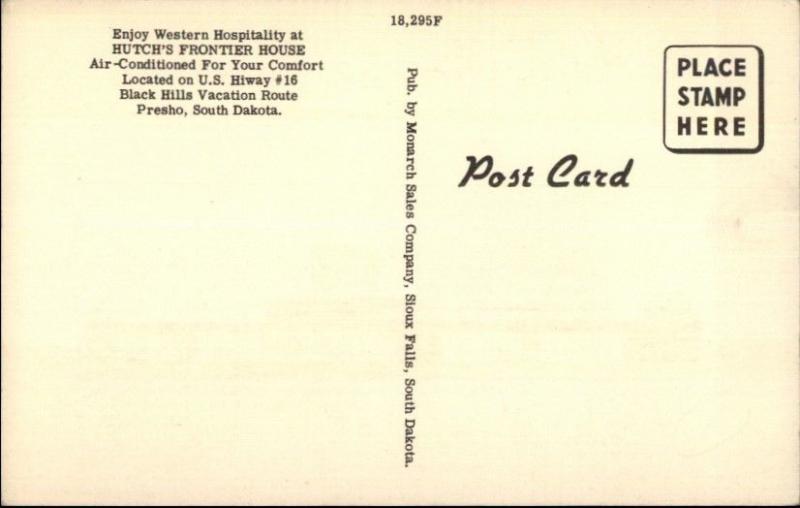 Enjoy Western Hospitality at
HUTCH'S FRONTIER HOUSE
Air-Conditioned For Your Comfort
Located on U.S. Hiway #16
Black Hills Vacation Route
Presho, South Dakota.
18,295F
Pub. by Monarch Sales Company, Sioux Falls, South Dakota.
Post Card
PLACE
STAMP
HERE